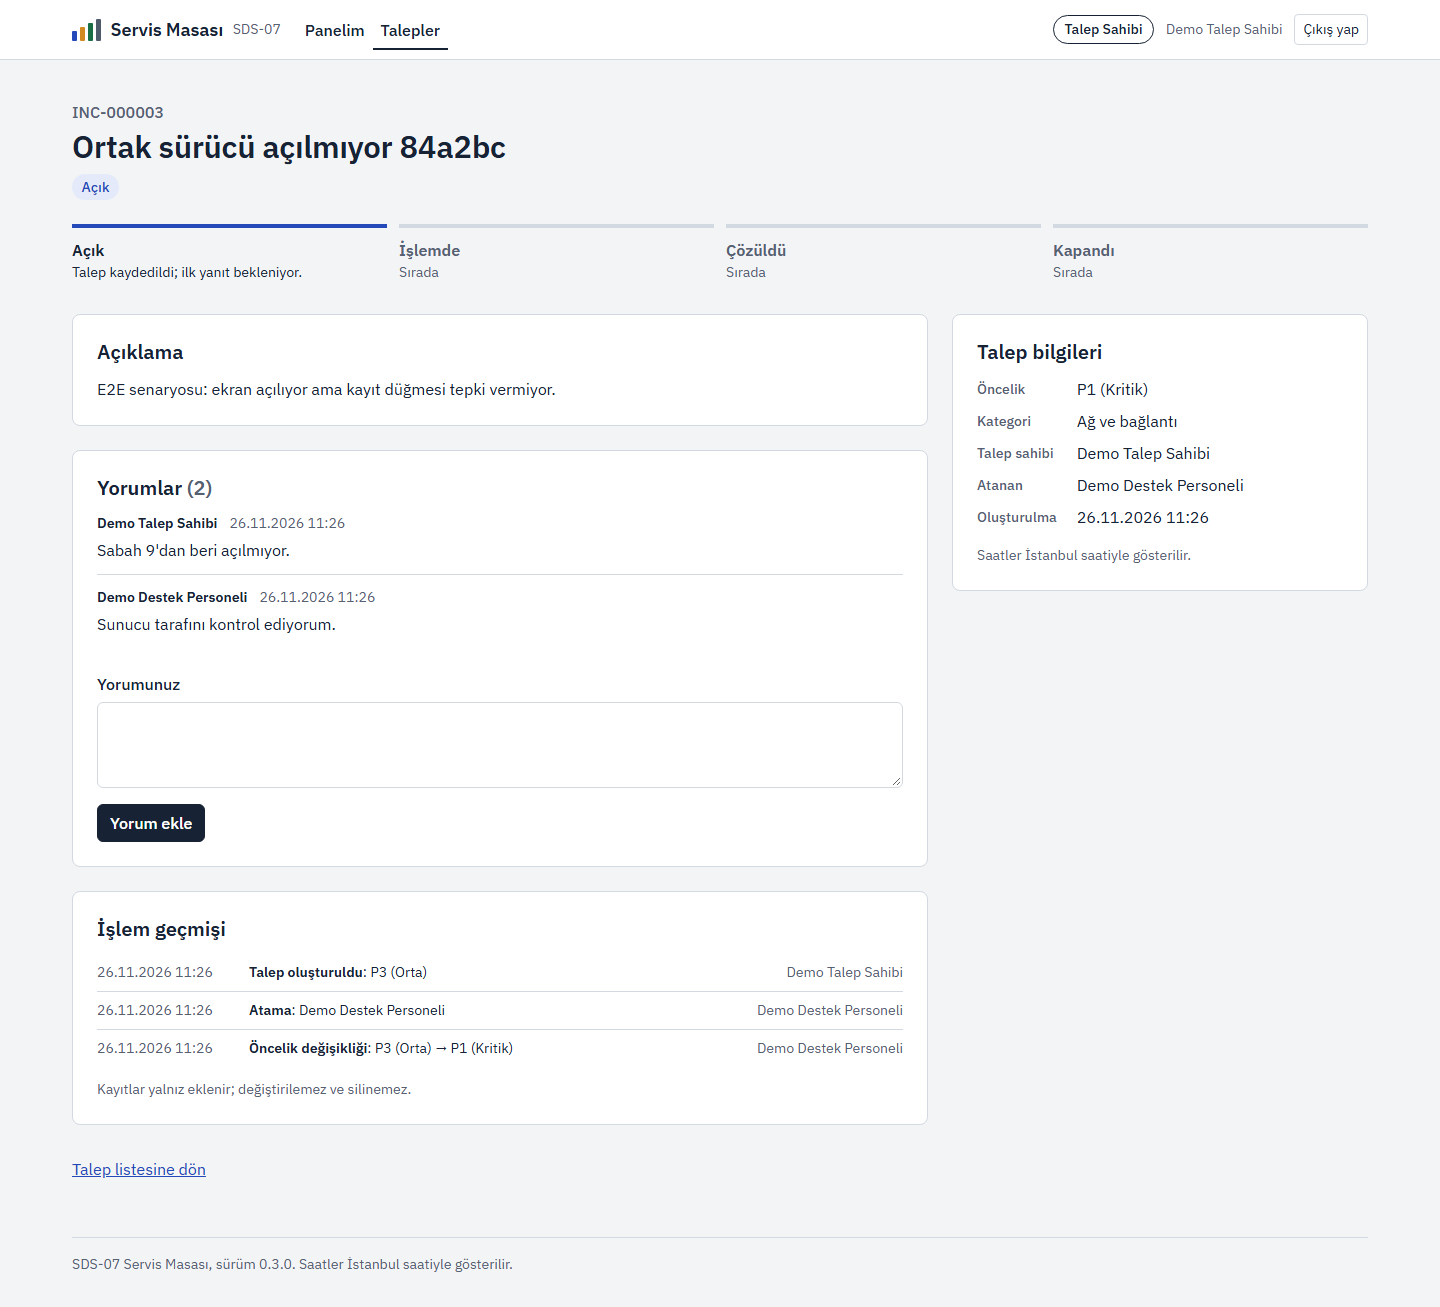 Servis Masası SDS-07 Panelim Talepler Talep Sahibi Demo Talep Sahibi Çıkış yap
INC-000003
Ortak sürücü açılmıyor 84a2bc
Açık
Açık İşlemde Çözüldü Kapandı
Talep kaydedildi; ilk yanıt bekleniyor. Sırada Sırada Sırada
Açıklama
E2E senaryosu: ekran açılıyor ama kayıt düğmesi tepki vermiyor.
Yorumlar (2)
Demo Talep Sahibi 26.11.2026 11:26
Sabah 9'dan beri açılmıyor.
Demo Destek Personeli 26.11.2026 11:26
Sunucu tarafını kontrol ediyorum.
Yorumunuz
Yorum ekle
İşlem geçmişi
26.11.2026 11:26 Talep oluşturuldu: P3 (Orta) Demo Talep Sahibi
26.11.2026 11:26 Atama: Demo Destek Personeli Demo Destek Personeli
26.11.2026 11:26 Öncelik değişikliği: P3 (Orta) → P1 (Kritik) Demo Destek Personeli
Kayıtlar yalnız eklenir; değiştirilemez ve silinemez.
Talep bilgileri
Öncelik P1 (Kritik)
Kategori Ağ ve bağlantı
Talep sahibi Demo Talep Sahibi
Atanan Demo Destek Personeli
Oluşturulma 26.11.2026 11:26
Saatler İstanbul saatiyle gösterilir.
Talep listesine dön
SDS-07 Servis Masası, sürüm 0.3.0. Saatler İstanbul saatiyle gösterilir.